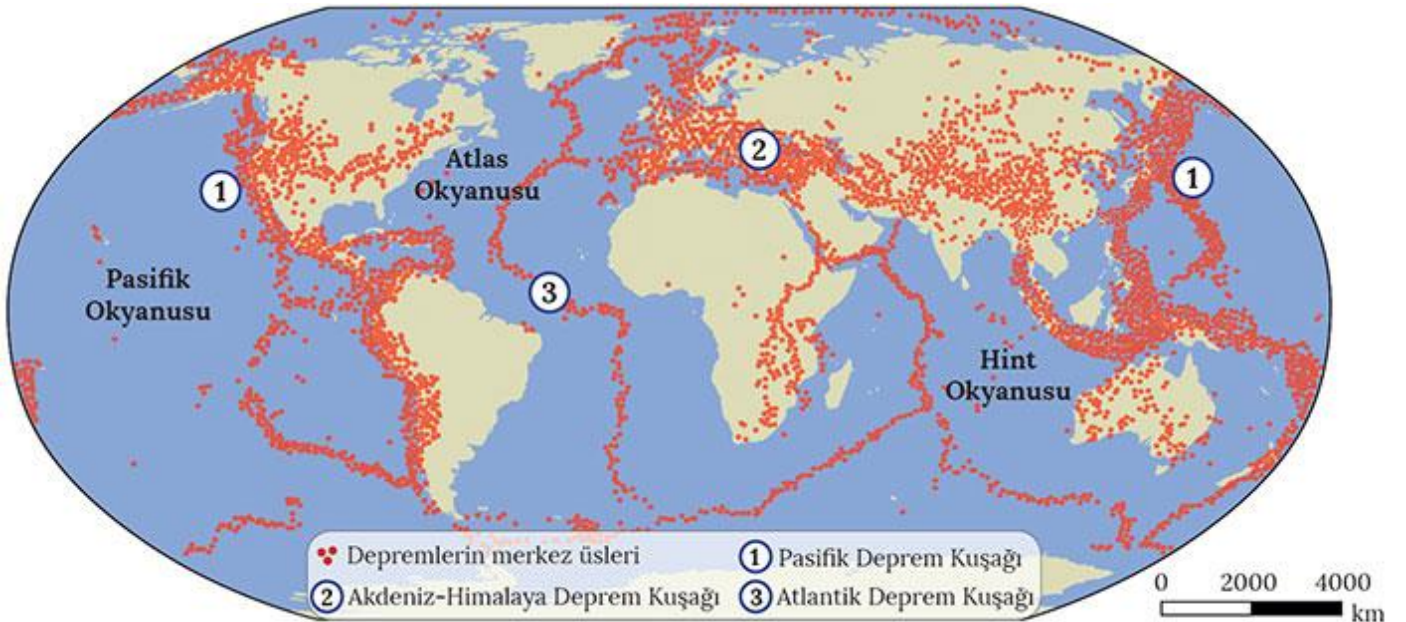 1
Atlas
Okyanusu
2
1
Pasifik
Okyanusu
3
Hint
Okyanusu
Depremlerin merkez üsleri
1 Pasifik Deprem Kuşağı
2 Akdeniz-Himalaya Deprem Kuşağı
3 Atlantik Deprem Kuşağı
0 2000 4000
km